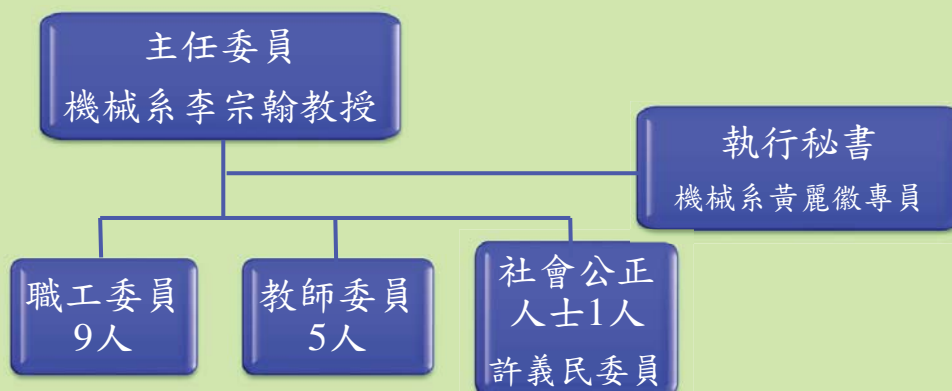 主任委員
機械系李宗翰教授
執行秘書
機械系黃麗徽專員
職工委員
9人
教師委員
5人
社會公正
人士1人
許義民委員